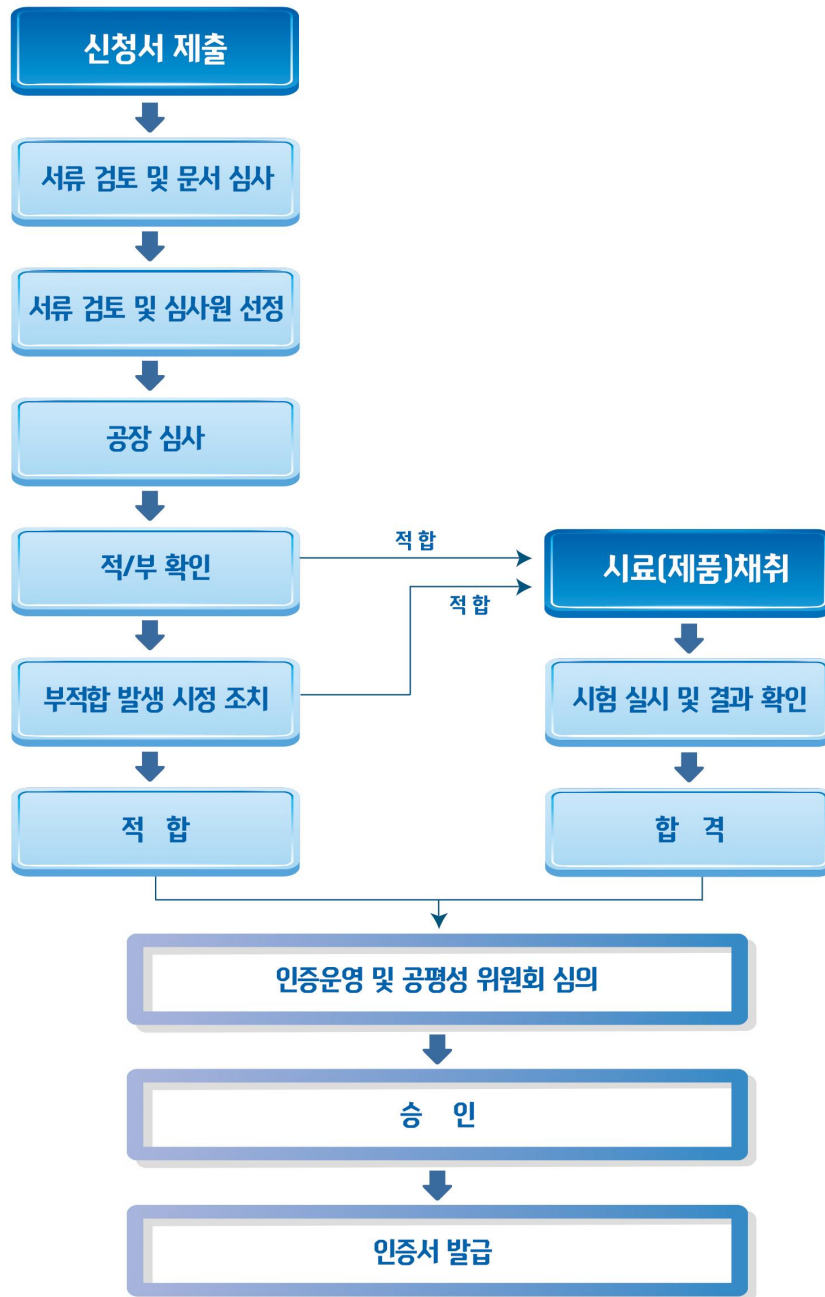 신청서 제출
서류 검토 및 문서 심사
서류 검토 및 심사원 선정
공장 심사
적/부 확인
적 합
시료(제품)채취
적 합
부적합 발생 시정 조치
시험 실시 및 결과 확인
적 합
합 격
인증운영 및 공평성 위원회 심의
승 인
인증서 발급